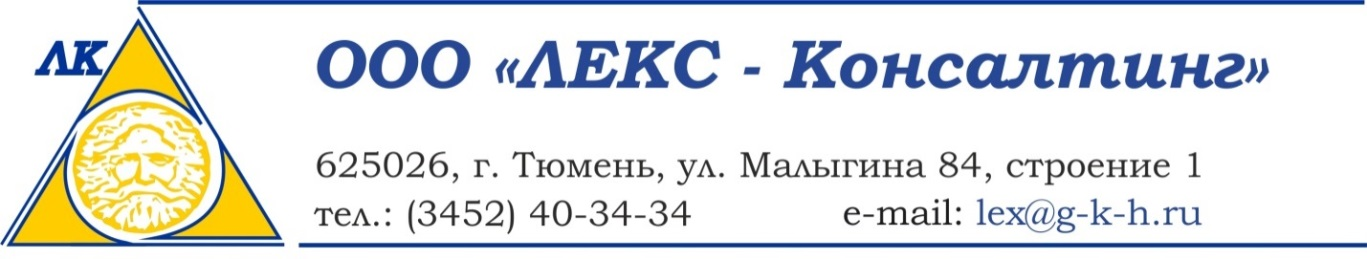 ЛК
ООО «ЛЕКС - Консалтинг»
625026, г. Тюмень, ул. Малыгина 84, строение 1
тел.: (3452) 40-34-34 e-mail: lex@g-k-h.ru